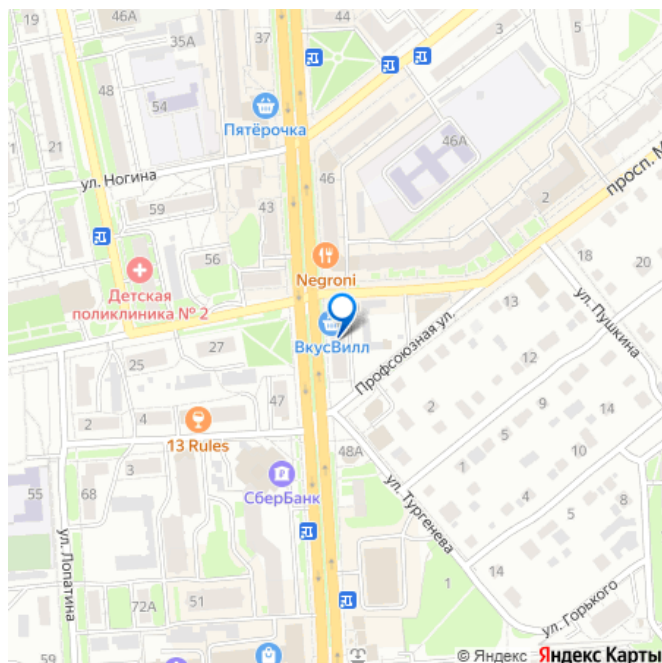 46А
44
37
3
5
35А
48
54
Пятёрочка
21
46А
просп. М
ул. Ногина
46
2
59
43
18
20
56
Negroni
Детская
поликлиника № 2
13
ул. Пушкина
ВкусВилл
Профсоюзная ул.
25
27
12
47
9
14
2
4
2
13 Rules
5
10
48А
3
1
СберБанк
55
68
4
8
ул. Тургенева
5
ул. Лопатина
1
14
72А
51
ул. Горького
59
© Яндекс Яндекс Карты